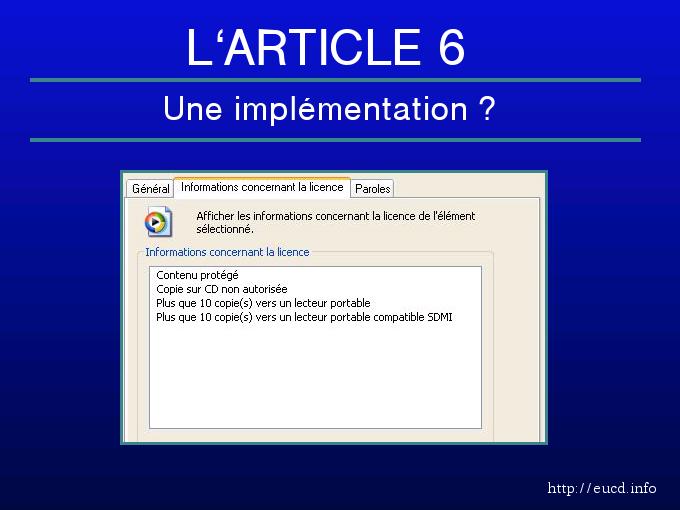 L‘ARTICLE 6
Une implémentation ?
Général
Informations concernant la licence
Paroles
Afficher les informations concernant la licence de l'élément
sélectionné.
Informations concernant la licence
Contenu protégé
Copie sur CD non autorisée
Plus que 10 copie(s) vers un lecteur portable
Plus que 10 copie(s) vers un lecteur portable compatible SDMI
http://eucd.info